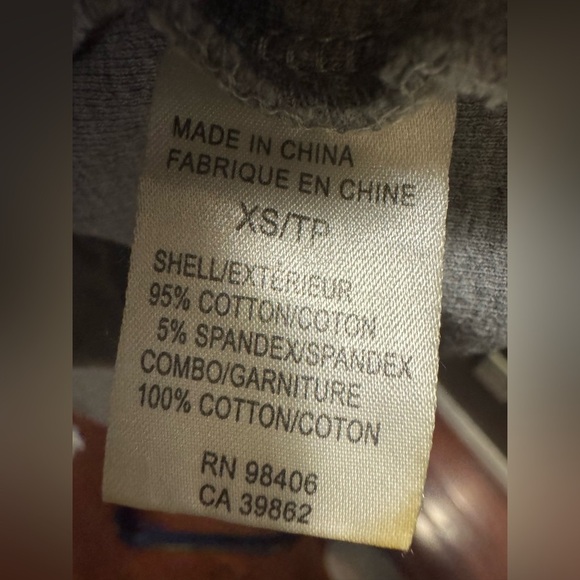 MADE IN CHINA
FABRIQUE EN CHINE
XS/TP
SHELL/EXTERIEUR
95% COTTON/COTON
5% SPANDEX/SPANDEX
COMBO/GARNITURE
100% COTTON/COTON
RN 98406
CA 39862